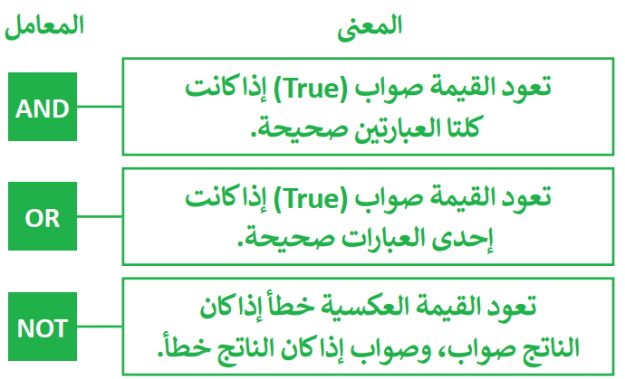 المعامل
المعنى
AND
تعود القيمة صواب (True) إذا كانت
كلتا العبارتين صحيحة.
OR
تعود القيمة صواب (True) إذا كانت
إحدى العبارات صحيحة.
NOT
تعود القيمة العكسية خطأ إذا كان
الناتج صواب، وصواب إذا كان الناتج خطأ.